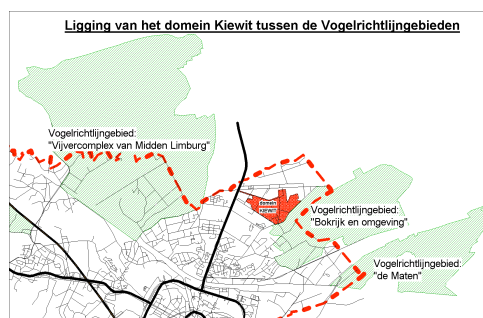 Ligging van het domein Kiewit tussen de Vogelrichtlijngebieden
Vogelrichtlijngebied:
"Vijvercomplex van Midden Limburg"
domein
KIEWIT
Vogelrichtlijngebied:
"Bokrijk en omgeving"
Vogelrichtlijngebied:
"de Maten"